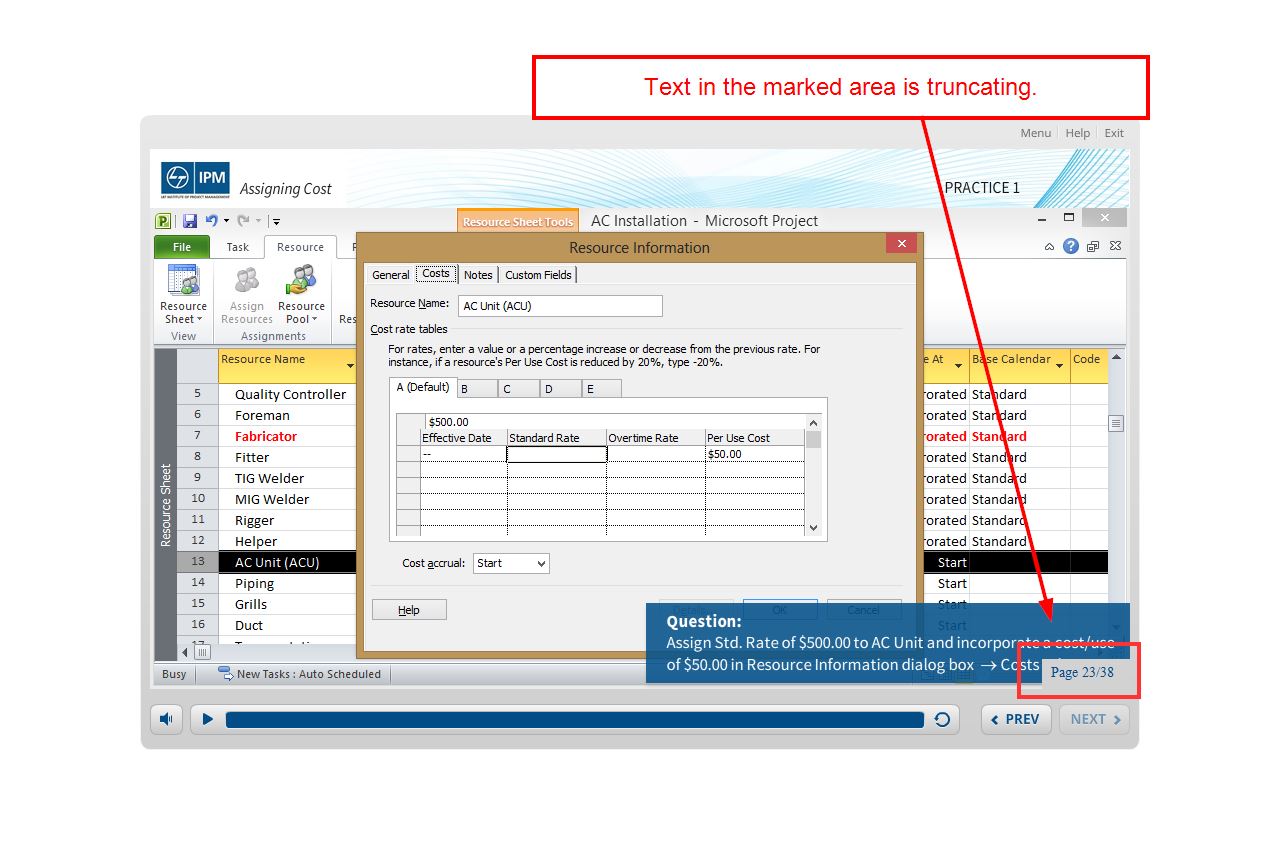 Text in the marked area is truncating.
Menu Help Exit
IPM
L&T INSTITUTE OF PROJECT MANAGEMENT
Assigning Cost
PRACTICE 1
Resource Sheet Tools
AC Installation - Microsoft Project
File Task Resource
Resource Information
General Costs Notes Custom Fields
Resource Sheet
Assign Resources
Resource Pool
Res
View Assignments
Resource Name: AC Unit (ACU)
Cost rate tables
For rates, enter a value or a percentage increase or decrease from the previous rate. For
instance, if a resource's Per Use Cost is reduced by 20%, type -20%.
A (Default) B C D E
$500.00
Effective Date Standard Rate Overtime Rate Per Use Cost
-- $50.00
Cost accrual: Start
Help Details... OK Cancel
Resource Name
e At Base Calendar Code
5 Quality Controller rorated Standard
6 Foreman rorated Standard
7 Fabricator rorated Standard
8 Fitter rorated Standard
9 TIG Welder rorated Standard
10 MIG Welder rorated Standard
11 Rigger rorated Standard
12 Helper rorated Standard
13 AC Unit (ACU) Start
14 Piping Start
15 Grills Start
16 Duct Start
17
Resource Sheet
Question:
Assign Std. Rate of $500.00 to AC Unit and incorporate a cost/use
of $50.00 in Resource Information dialog box → Costs
Page 23/38
Busy New Tasks : Auto Scheduled
PREV NEXT